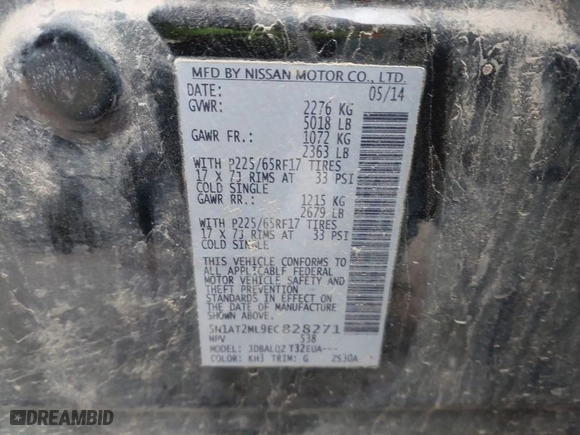 MFD BY NISSAN MOTOR CO., LTD.
DATE: 05/14
GVWR: 2276 KG
5018 LB
GAWR FR.: 1072 KG
2363 LB
WITH P225/65RF17 TIRES
17 X 7J RIMS AT 33 PSI
COLD SINGLE
GAWR RR.: 1215 KG
2679 LB
WITH P225/65RF17 TIRES
17 X 7J RIMS AT 33 PSI
COLD SINGLE
THIS VEHICLE CONFORMS TO
ALL APPLICABLE FEDERAL
MOTOR VEHICLE SAFETY AND
THEFT PREVENTION
STANDARDS IN EFFECT ON
THE DATE OF MANUFACTURE
SHOWN ABOVE
5N1AT2ML9EC828271
MPV 538
MODEL: JDBALQZ T32EUA---
COLOR: KH3 TRIM: G 2S30A
DREAMBID